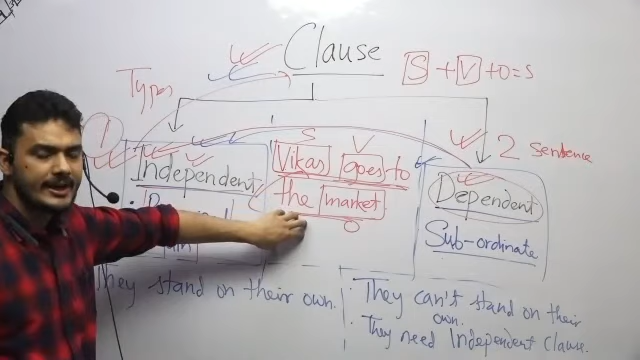 Clause
S + V + O = S
Types
1
S V
Independent
Vikas goes to
the market
O
2 sentence
Dependent
Sub-ordinate
They stand on their own.
• They can't stand on their
own.
• They need Independent Clause.